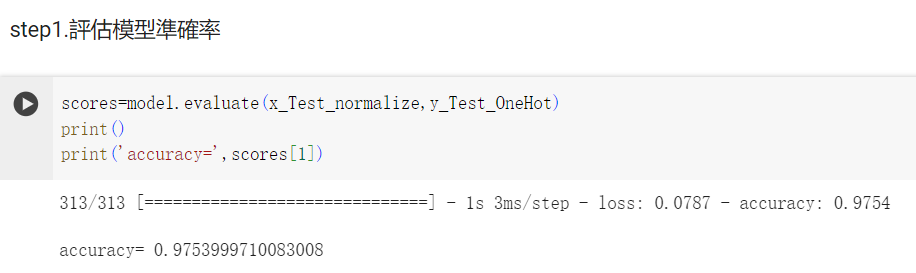 step1.評估模型準確率
scores=model.evaluate(x_Test_normalize,y_Test_OneHot)
print()
print('accuracy=',scores[1])
313/313 [==============================] - 1s 3ms/step - loss: 0.0787 - accuracy: 0.9754
accuracy= 0.9753999710083008